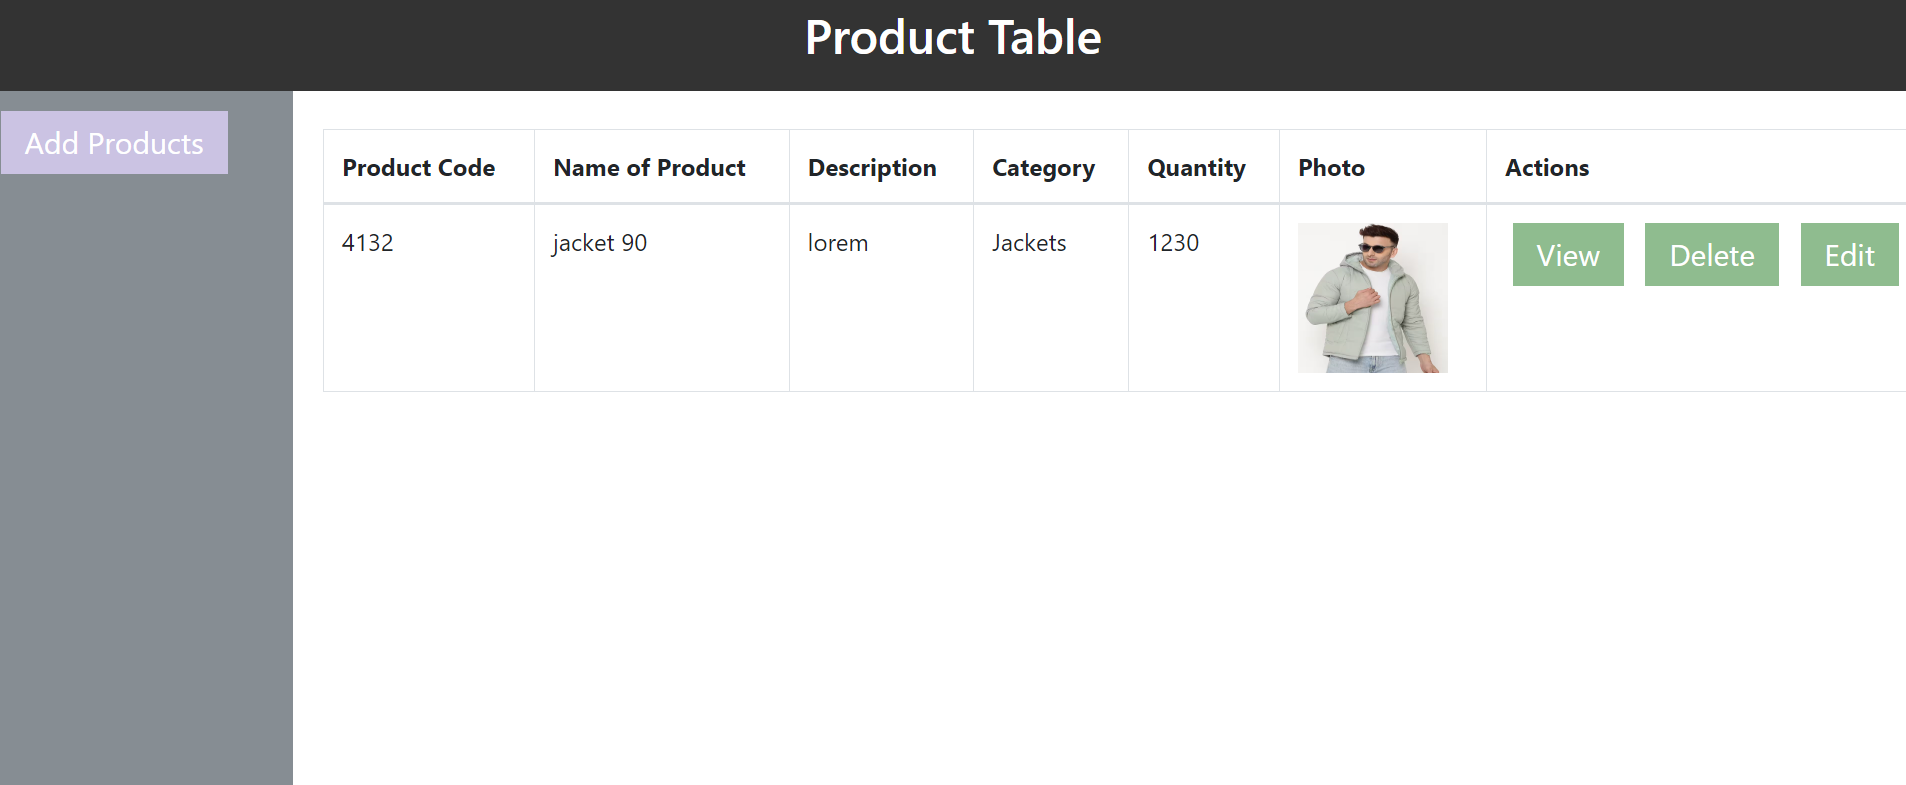 Product Table
Add Products
Product Code Name of Product Description Category Quantity Photo Actions
4132 jacket 90 lorem Jackets 1230 View Delete Edit